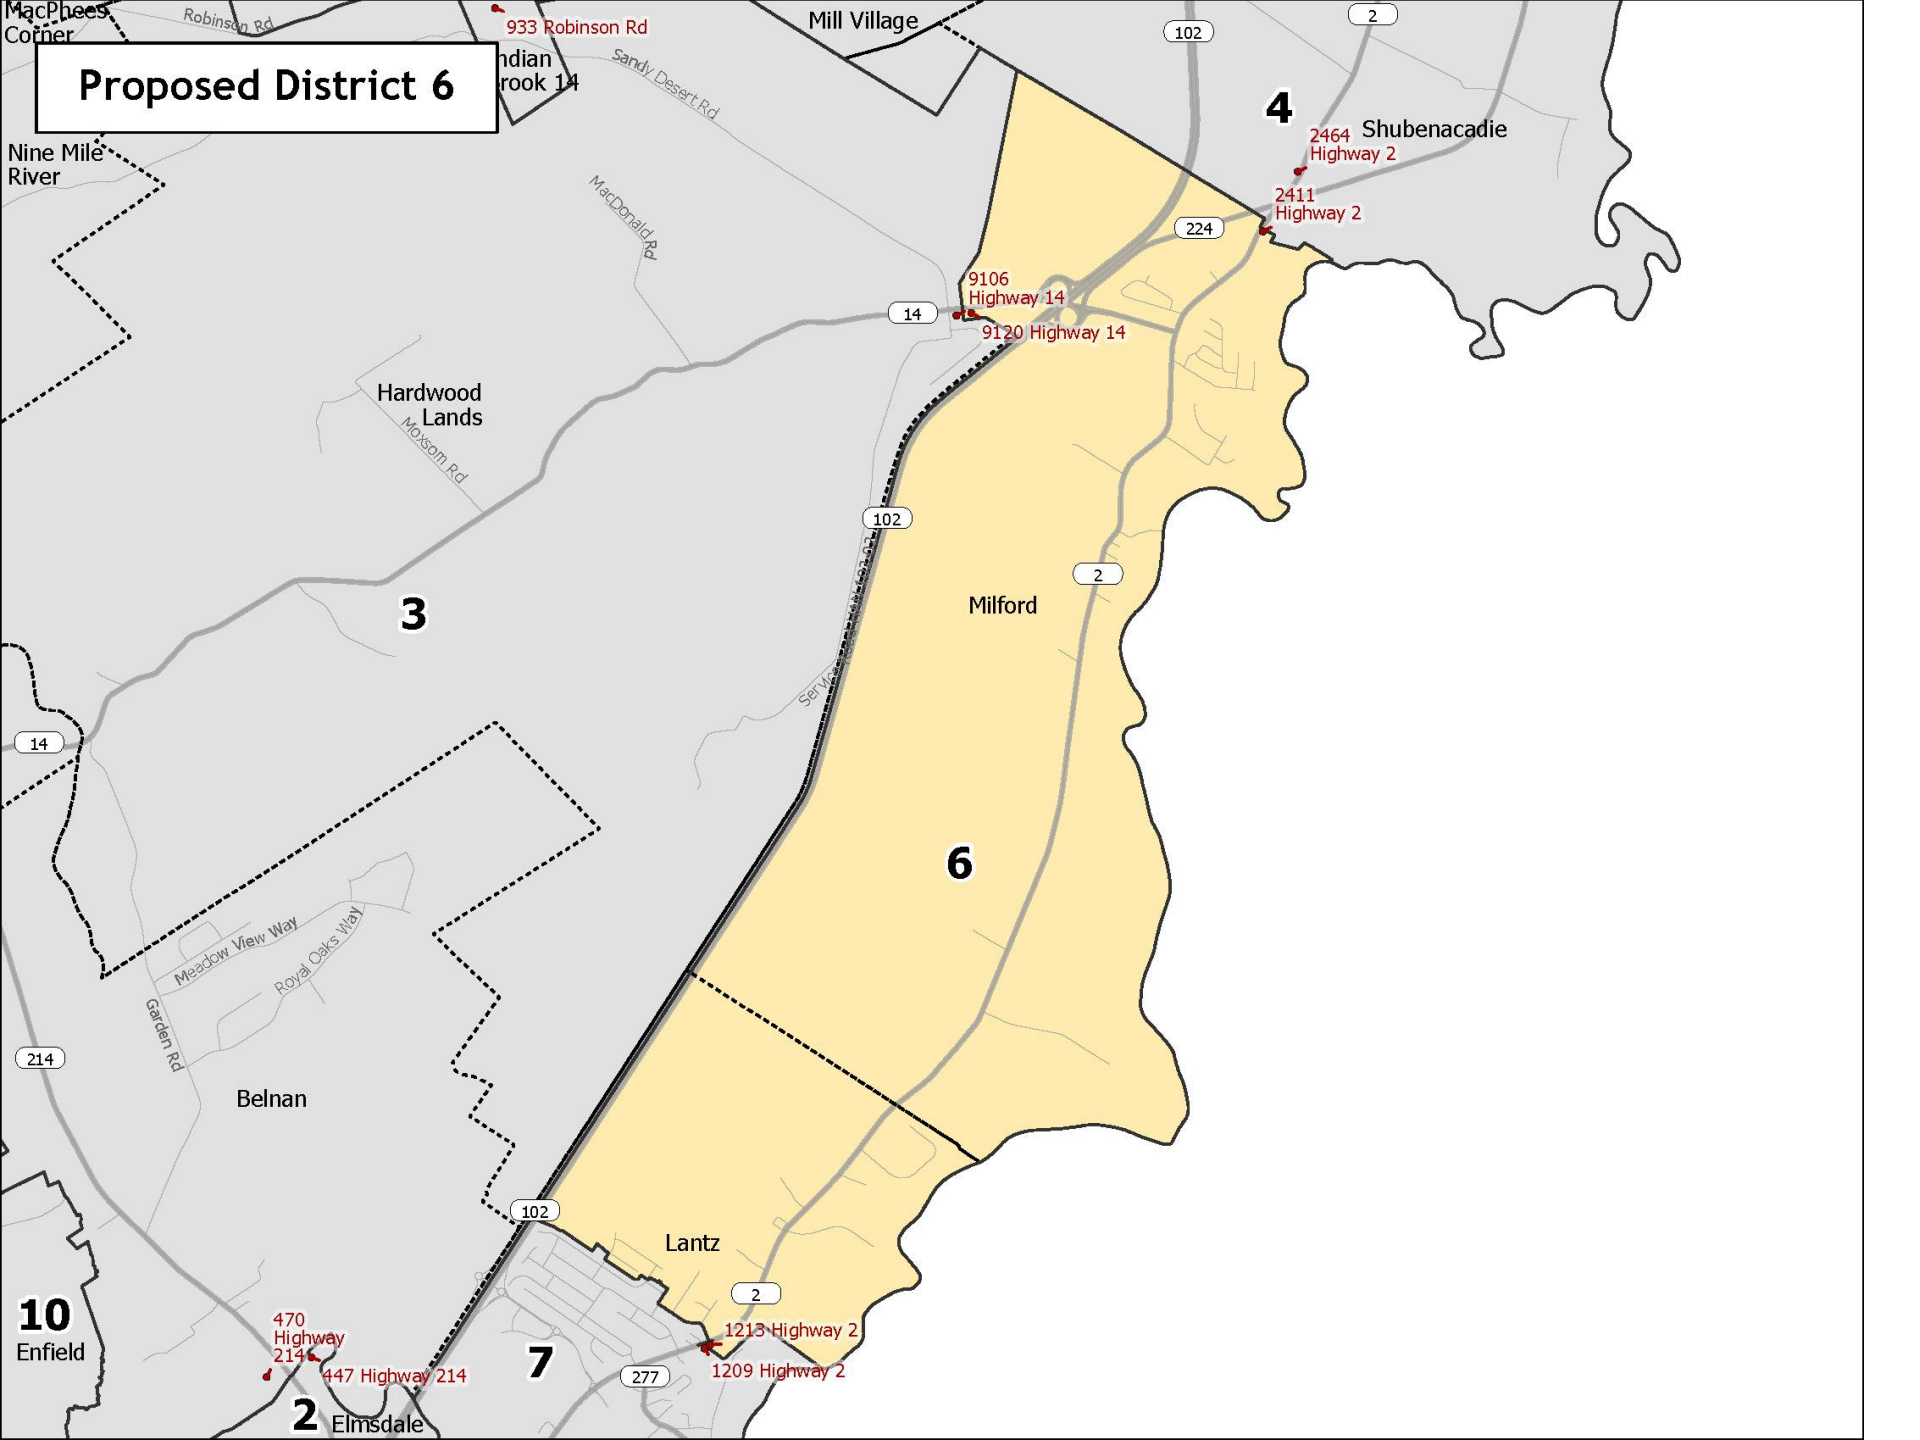 MacPhees
Corner
Robinson Rd
933 Robinson Rd
Mill Village
102
2
Proposed District 6
ndian
rook 14
Sandy Desert Rd
4
Shubenacadie
2464
Highway 2
Nine Mile
River
MacDonald Rd
2411
Highway 2
224
9106
Highway 14
14
9120 Highway 14
Hardwood
Lands
Moxsom Rd
102
2
Milford
3
14
6
Meadow View Way
Royal Oaks Way
Garden Rd
214
Belnan
102
Lantz
2
10
Enfield
470
Highway
214
447 Highway 214
7
1213 Highway 2
1209 Highway 2
277
2
Elmsdale